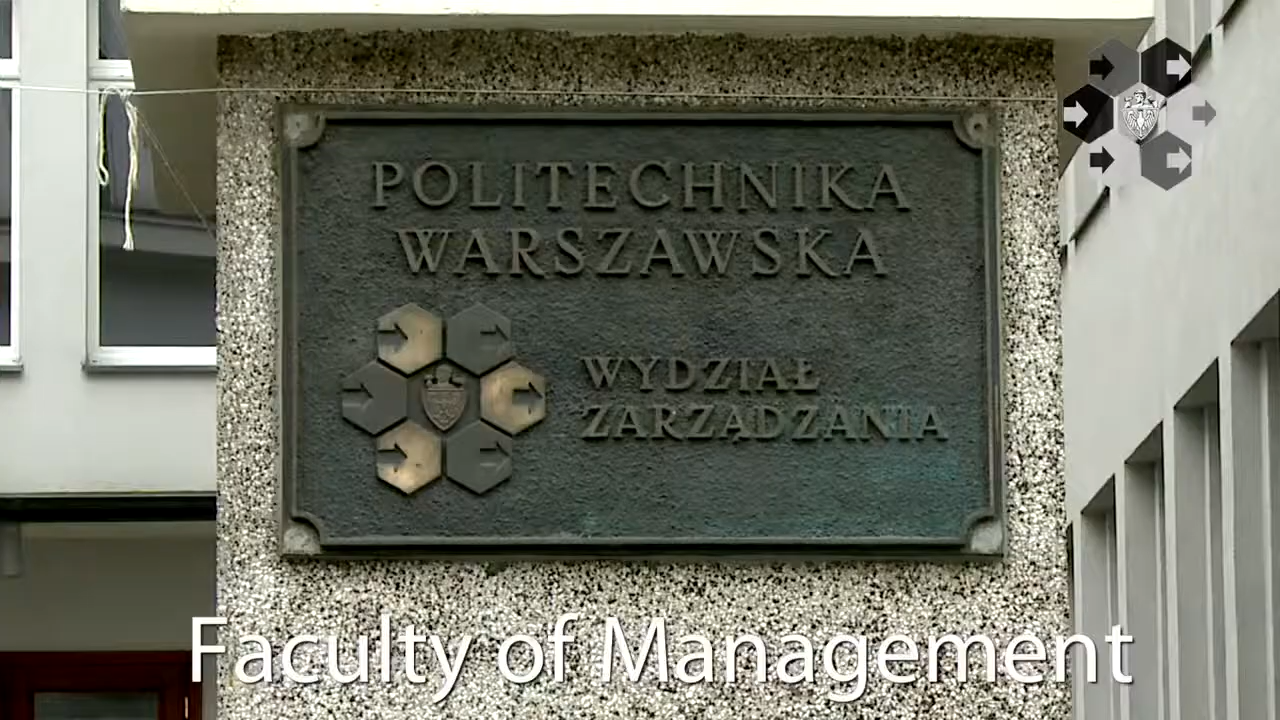 POLITECHNIKA
WARSZAWSKA
WYDZIAŁ
ZARZĄDZANIA
Faculty of Management